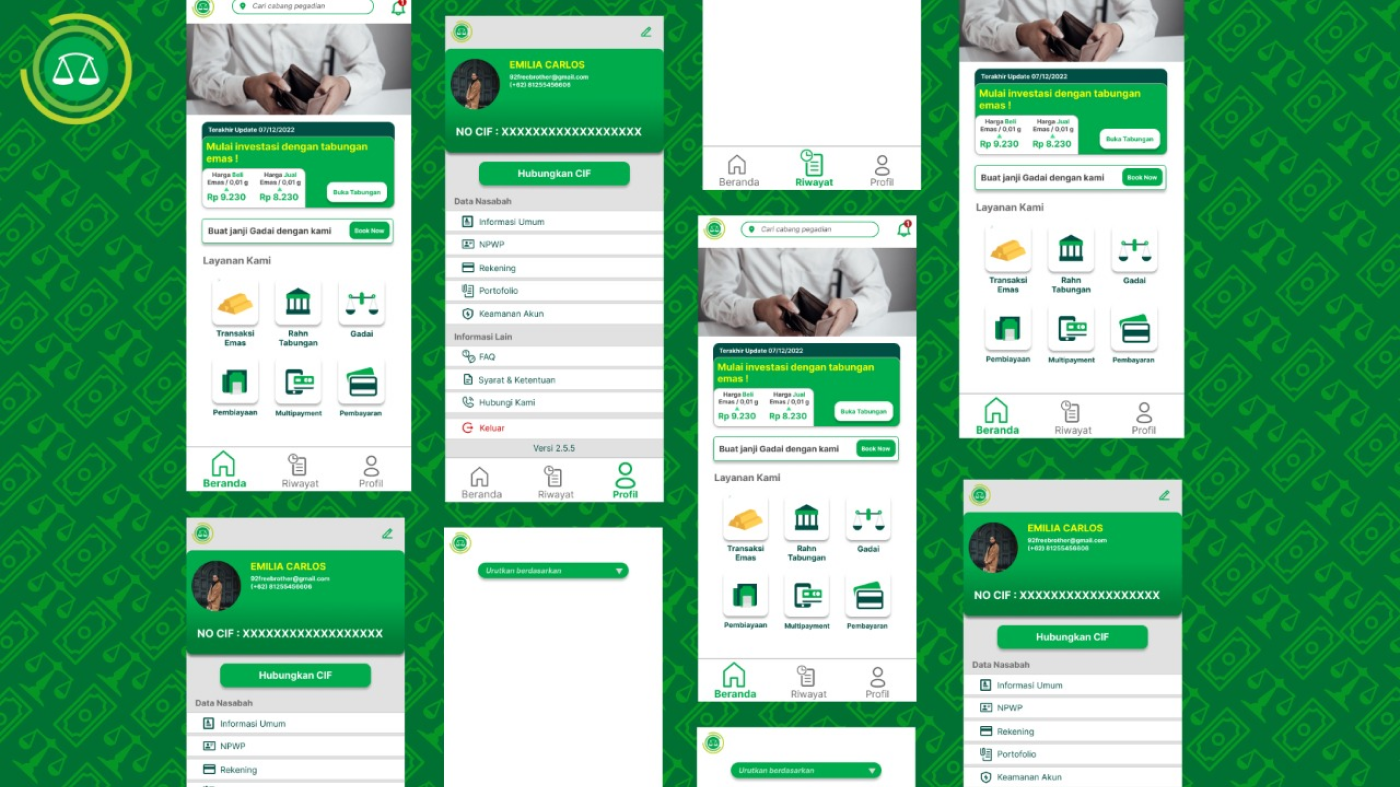 Cari cabang pegadian
1
Terakhir Update 07/12/2022
Mulai investasi dengan tabungan
emas !
Harga Beli
Emas / 0,01 g
Rp 9.230
Harga Jual
Emas / 0,01 g
Rp 8.230
Buka Tabungan
Buat janji Gadai dengan kami
Book Now
Layanan Kami
Transaksi
Emas
Rahn
Tabungan
Gadai
Pembiayaan
Multipayment
Pembayaran
Beranda
Riwayat
Profil
EMILIA CARLOS
92freebrother@gmail.com
(+62) 81255456606
NO CIF : XXXXXXXXXXXXXXXXXX
Hubungkan CIF
Data Nasabah
Informasi Umum
NPWP
Rekening
EMILIA CARLOS
92freebrother@gmail.com
(+62) 81255456606
NO CIF : XXXXXXXXXXXXXXXXXX
Hubungkan CIF
Data Nasabah
Informasi Umum
NPWP
Rekening
Portofolio
Keamanan Akun
Informasi Lain
FAQ
Syarat & Ketentuan
Hubungi Kami
Keluar
Versi 2.5.5
Beranda
Riwayat
Profil
Urutkan berdasarkan
Beranda
Riwayat
Profil
Cari cabang pegadian
1
Terakhir Update 07/12/2022
Mulai investasi dengan tabungan
emas !
Harga Beli
Emas / 0,01 g
Rp 9.230
Harga Jual
Emas / 0,01 g
Rp 8.230
Buka Tabungan
Buat janji Gadai dengan kami
Book Now
Layanan Kami
Transaksi
Emas
Rahn
Tabungan
Gadai
Pembiayaan
Multipayment
Pembayaran
Beranda
Riwayat
Profil
Urutkan berdasarkan
Terakhir Update 07/12/2022
Mulai investasi dengan tabungan
emas !
Harga Beli
Emas / 0,01 g
Rp 9.230
Harga Jual
Emas / 0,01 g
Rp 8.230
Buka Tabungan
Buat janji Gadai dengan kami
Book Now
Layanan Kami
Transaksi
Emas
Rahn
Tabungan
Gadai
Pembiayaan
Multipayment
Pembayaran
Beranda
Riwayat
Profil
EMILIA CARLOS
92freebrother@gmail.com
(+62) 81255456606
NO CIF : XXXXXXXXXXXXXXXXXX
Hubungkan CIF
Data Nasabah
Informasi Umum
NPWP
Rekening
Portofolio
Keamanan Akun